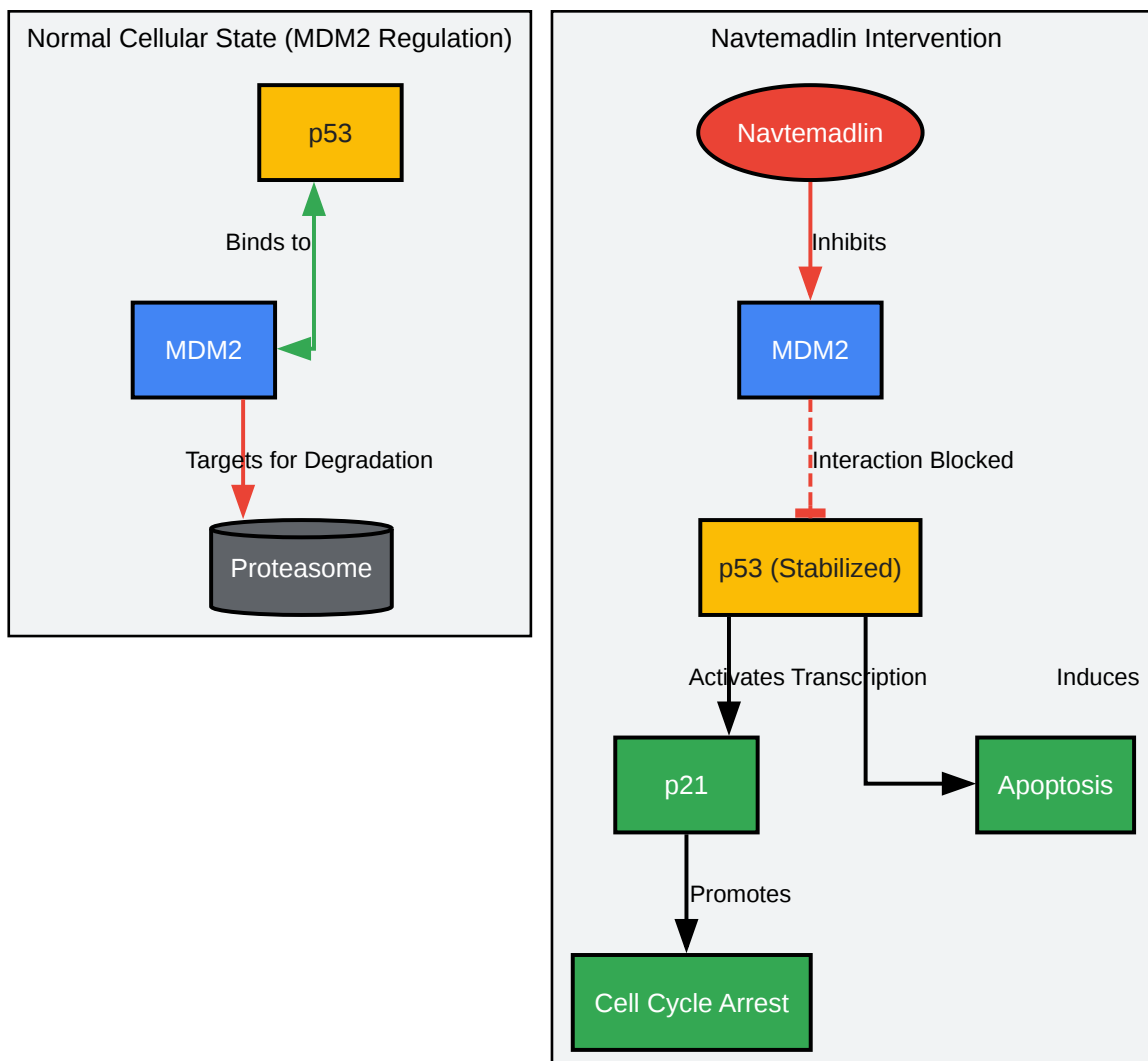 Normal Cellular State (MDM2 Regulation)
p53
Binds to
MDM2
Targets for Degradation
Proteasome
Navtemadlin Intervention
Navtemadlin
Inhibits
MDM2
Interaction Blocked
p53 (Stabilized)
Activates Transcription
Induces
p21
Apoptosis
Promotes
Cell Cycle Arrest